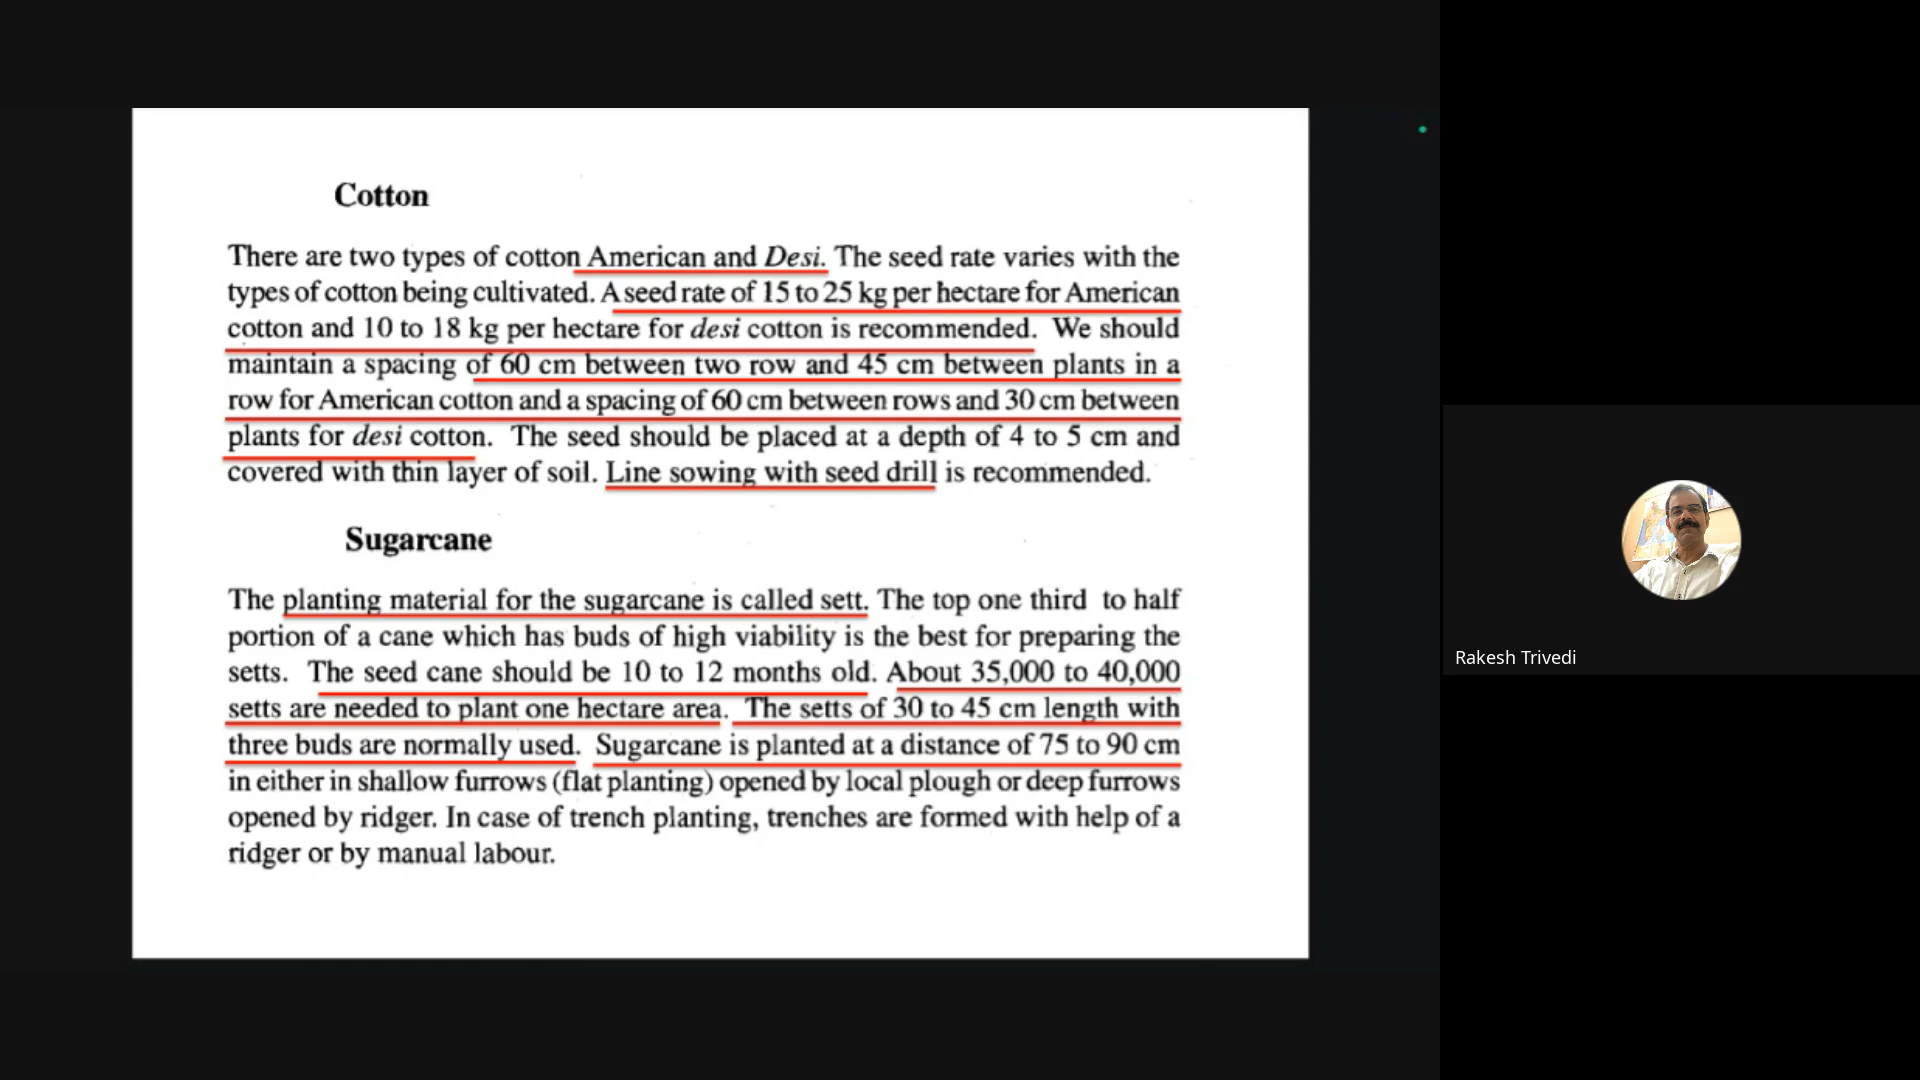 Cotton
There are two types of cotton American and Desi. The seed rate varies with the
types of cotton being cultivated. A seed rate of 15 to 25 kg per hectare for American
cotton and 10 to 18 kg per hectare for desi cotton is recommended. We should
maintain a spacing of 60 cm between two row and 45 cm between plants in a
row for American cotton and a spacing of 60 cm between rows and 30 cm between
plants for desi cotton. The seed should be placed at a depth of 4 to 5 cm and
covered with thin layer of soil. Line sowing with seed drill is recommended.
Sugarcane
The planting material for the sugarcane is called sett. The top one third to half
portion of a cane which has buds of high viability is the best for preparing the
setts. The seed cane should be 10 to 12 months old. About 35,000 to 40,000
setts are needed to plant one hectare area. The setts of 30 to 45 cm length with
three buds are normally used. Sugarcane is planted at a distance of 75 to 90 cm
in either in shallow furrows (flat planting) opened by local plough or deep furrows
opened by ridger. In case of trench planting, trenches are formed with help of a
ridger or by manual labour.
Rakesh Trivedi